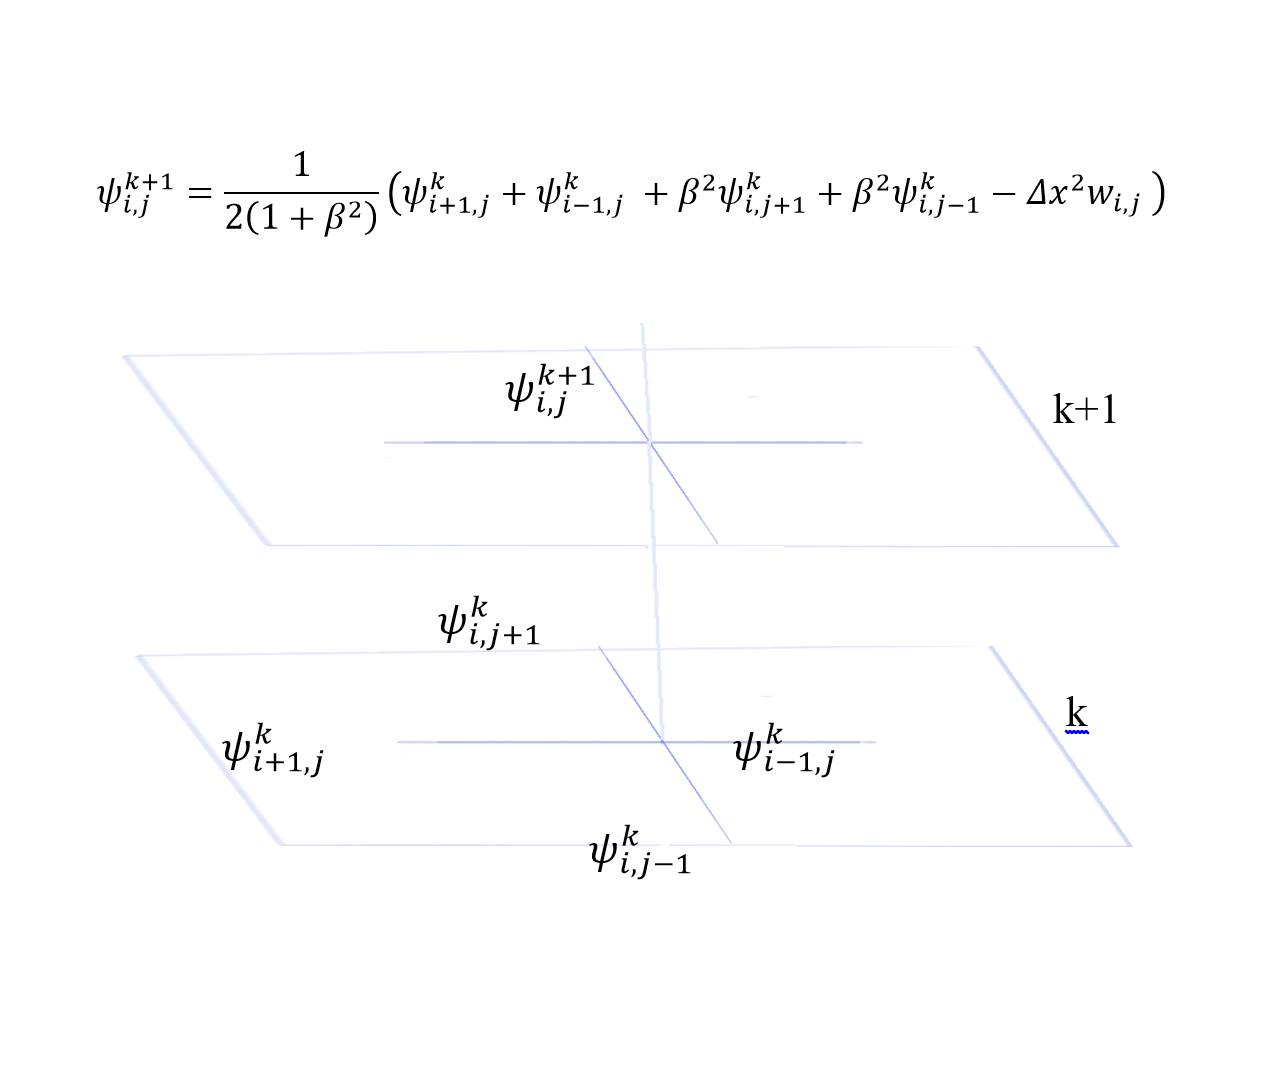 ψ_{i,j}^{k+1} = \frac{1}{2(1 + β^2)} (ψ_{i+1,j}^k + ψ_{i−1,j}^k + β^2ψ_{i,j+1}^k + β^2ψ_{i,j−1}^k − Δx^2w_{i,j})
ψ_{i,j}^{k+1}
k+1
ψ_{i,j+1}^k
k
ψ_{i+1,j}^k
ψ_{i−1,j}^k
ψ_{i,j−1}^k